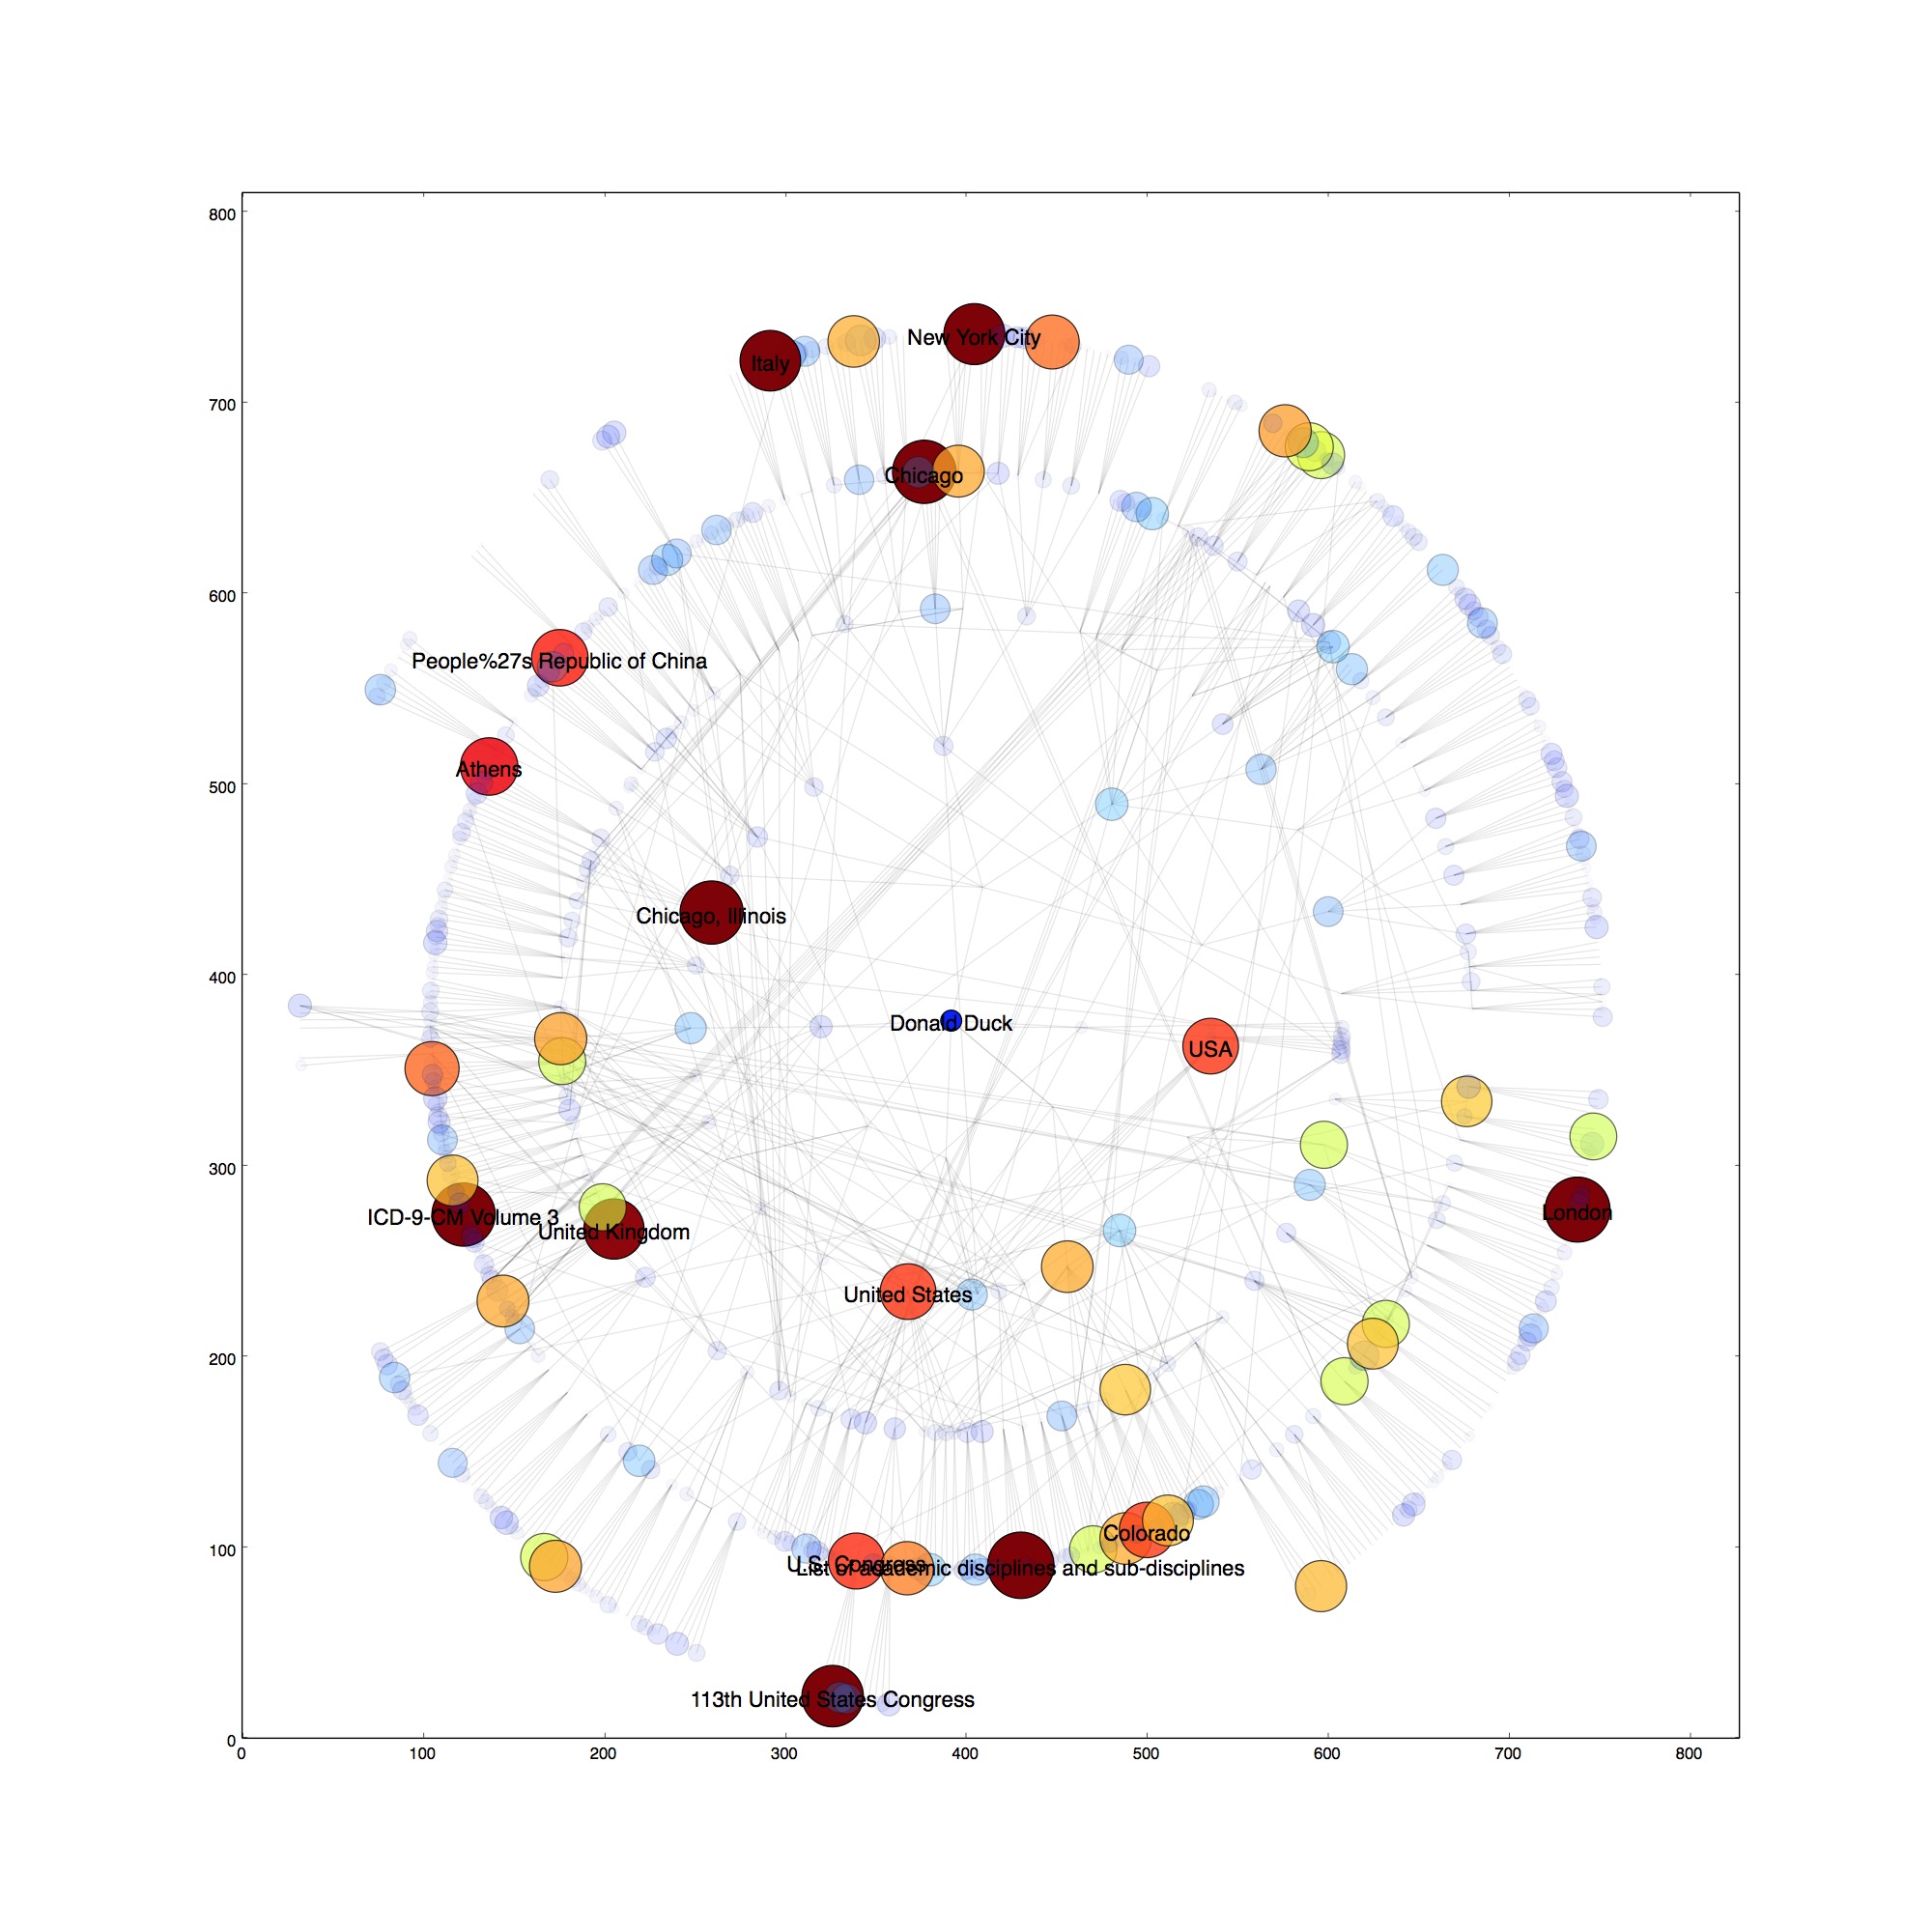 800
New York City
Italy
700
Chicago
600
People%27s Republic of China
Athens
500
Chicago, Illinois
400
Donald Duck
USA
300
London
ICD-9-CM Volume 3
United Kingdom
United States
200
Colorado
100
U.S. Congress
List of academic disciplines and sub-disciplines
113th United States Congress
0
0 100 200 300 400 500 600 700 800